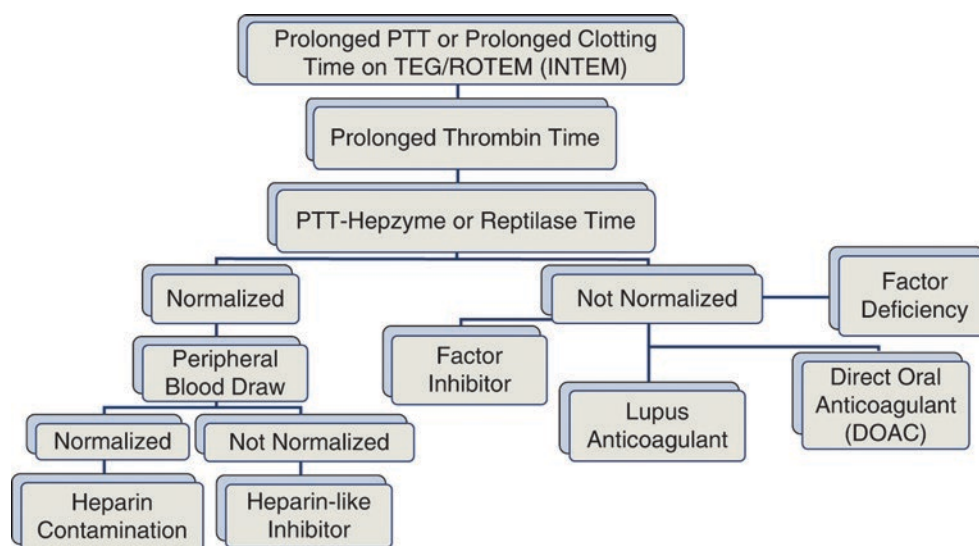 Prolonged PTT or Prolonged Clotting
Time on TEG/ROTEM (INTEM)
Prolonged Thrombin Time
PTT-Hepzyme or Reptilase Time
Normalized
Not Normalized
Factor
Deficiency
Peripheral
Blood Draw
Factor
Inhibitor
Lupus
Anticoagulant
Direct Oral
Anticoagulant
(DOAC)
Normalized
Not Normalized
Heparin
Contamination
Heparin-like
Inhibitor